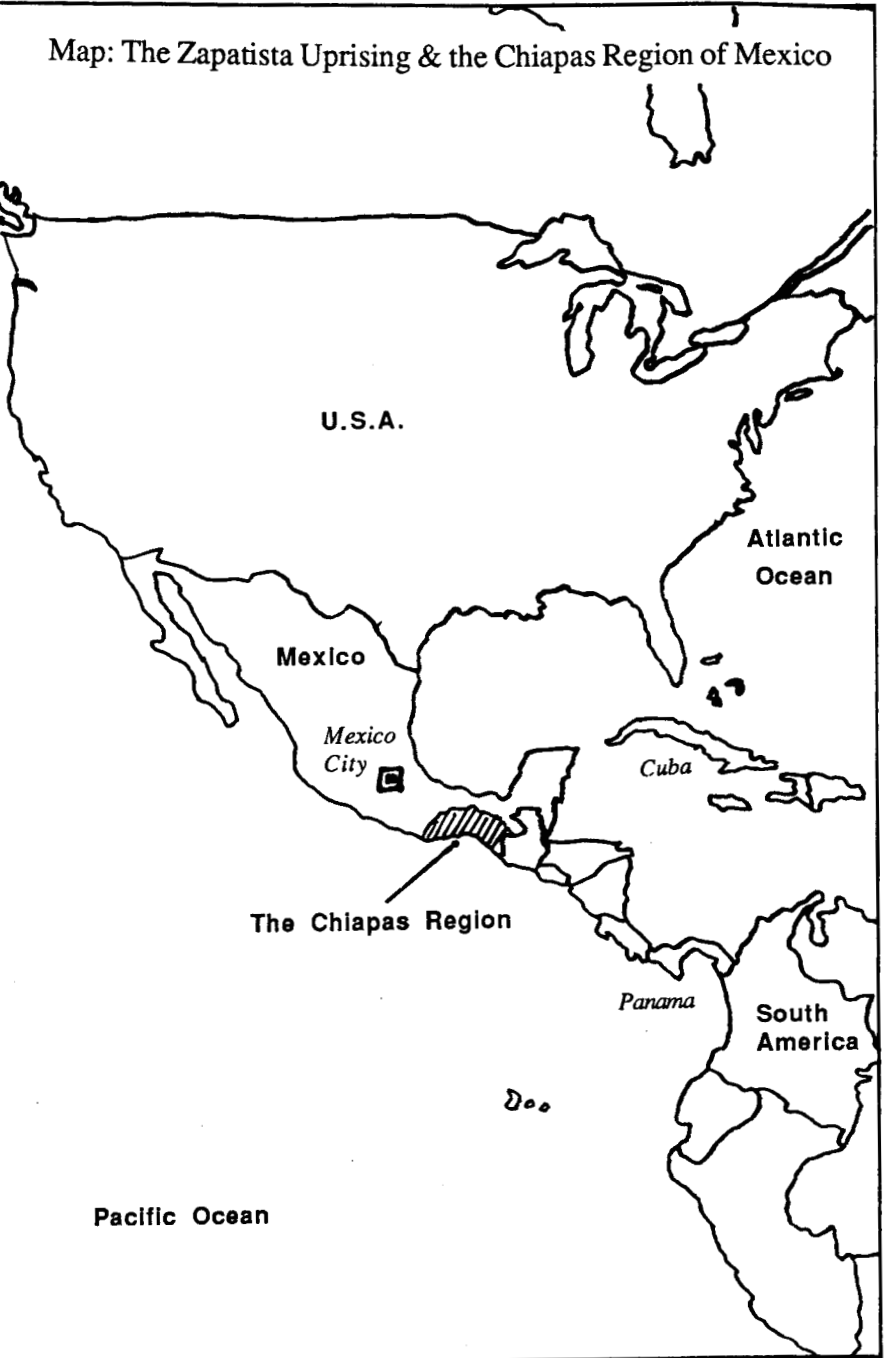 Map: The Zapatista Uprising & the Chiapas Region of Mexico
U.S.A.
Atlantic
Ocean
Mexico
Mexico
City
Cuba
The Chiapas Region
Panama
South
America
Pacific Ocean